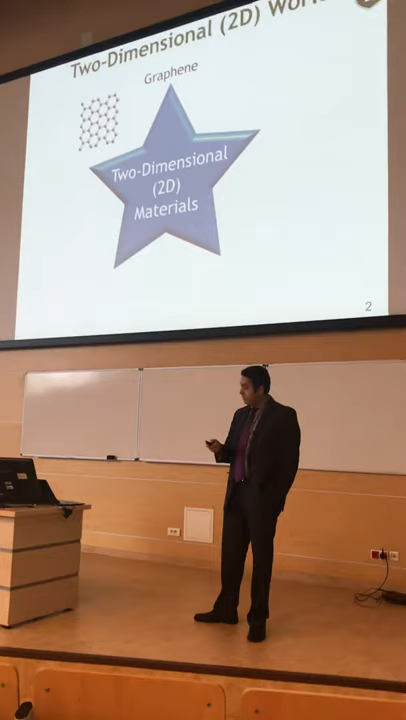 Two-Dimensional (2D)
Graphene
Two-Dimensional
(2D)
Materials
2